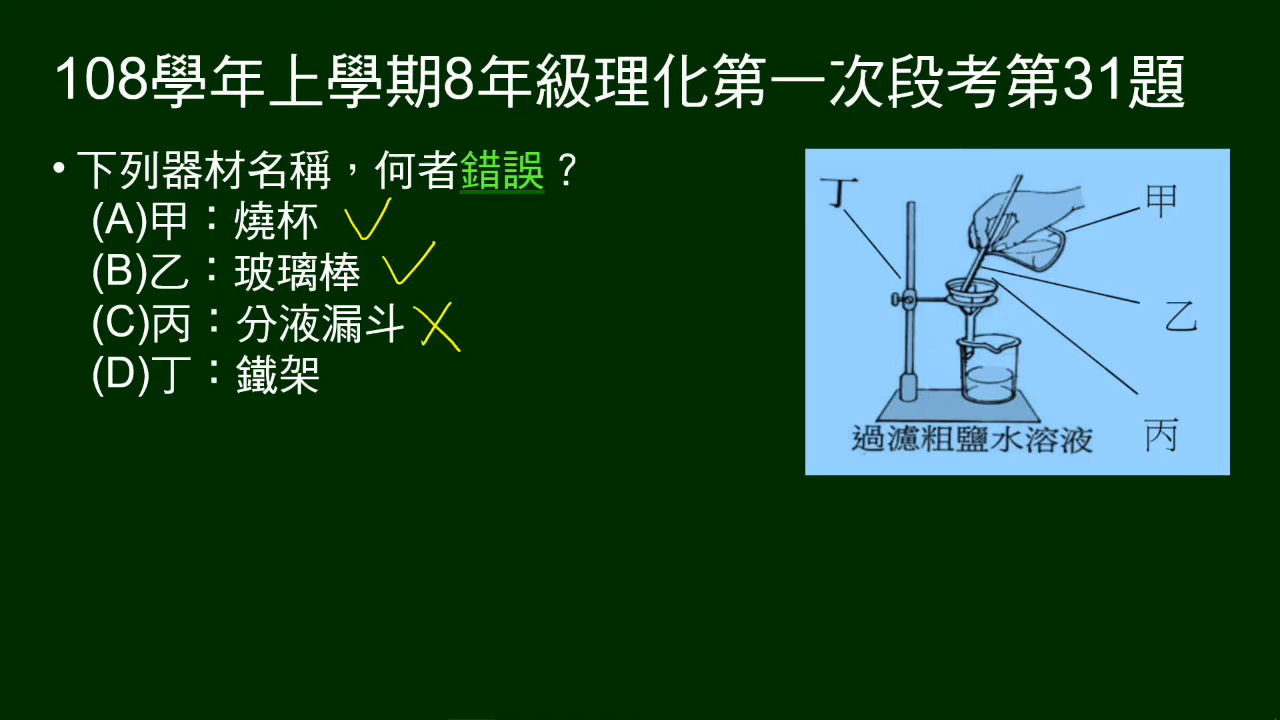 108學年上學期8年級理化第一次段考第31題
• 下列器材名稱，何者錯誤？
(A)甲：燒杯
(B)乙：玻璃棒
(C)丙：分液漏斗
(D)丁：鐵架
丁
甲
乙
丙
過濾粗鹽水溶液